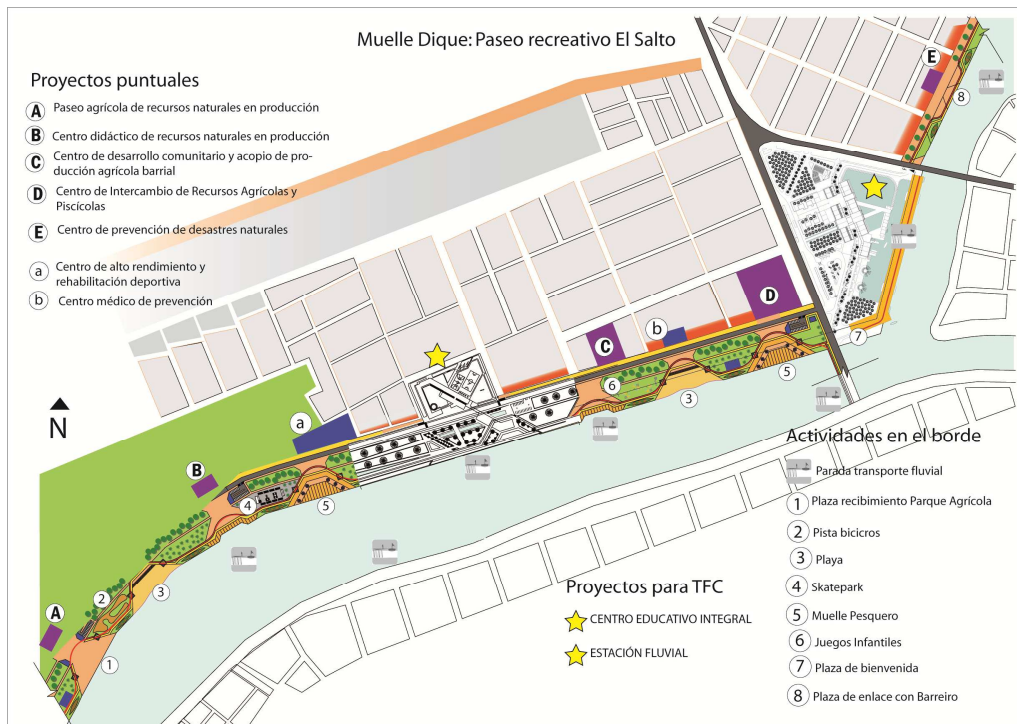 Muelle Dique: Paseo recreativo El Salto
Proyectos puntuales
A Paseo agrícola de recursos naturales en producción
B Centro didáctico de recursos naturales en producción
C Centro de desarrollo comunitario y acopio de pro-
ducción agrícola barrial
D Centro de Intercambio de Recursos Agrícolas y
Piscícolas
E Centro de prevención de desastres naturales
a Centro de alto rendimiento y
rehabilitación deportiva
b Centro médico de prevención
E
8
D
b
C
7
5
6
3
a
N
B
4
5
2
3
A
1
Actividades en el borde
Parada transporte fluvial
1 Plaza recibimiento Parque Agrícola
2 Pista bicicros
3 Playa
4 Skatepark
5 Muelle Pesquero
6 Juegos Infantiles
7 Plaza de bienvenida
8 Plaza de enlace con Barreiro
Proyectos para TFC
CENTRO EDUCATIVO INTEGRAL
ESTACIÓN FLUVIAL